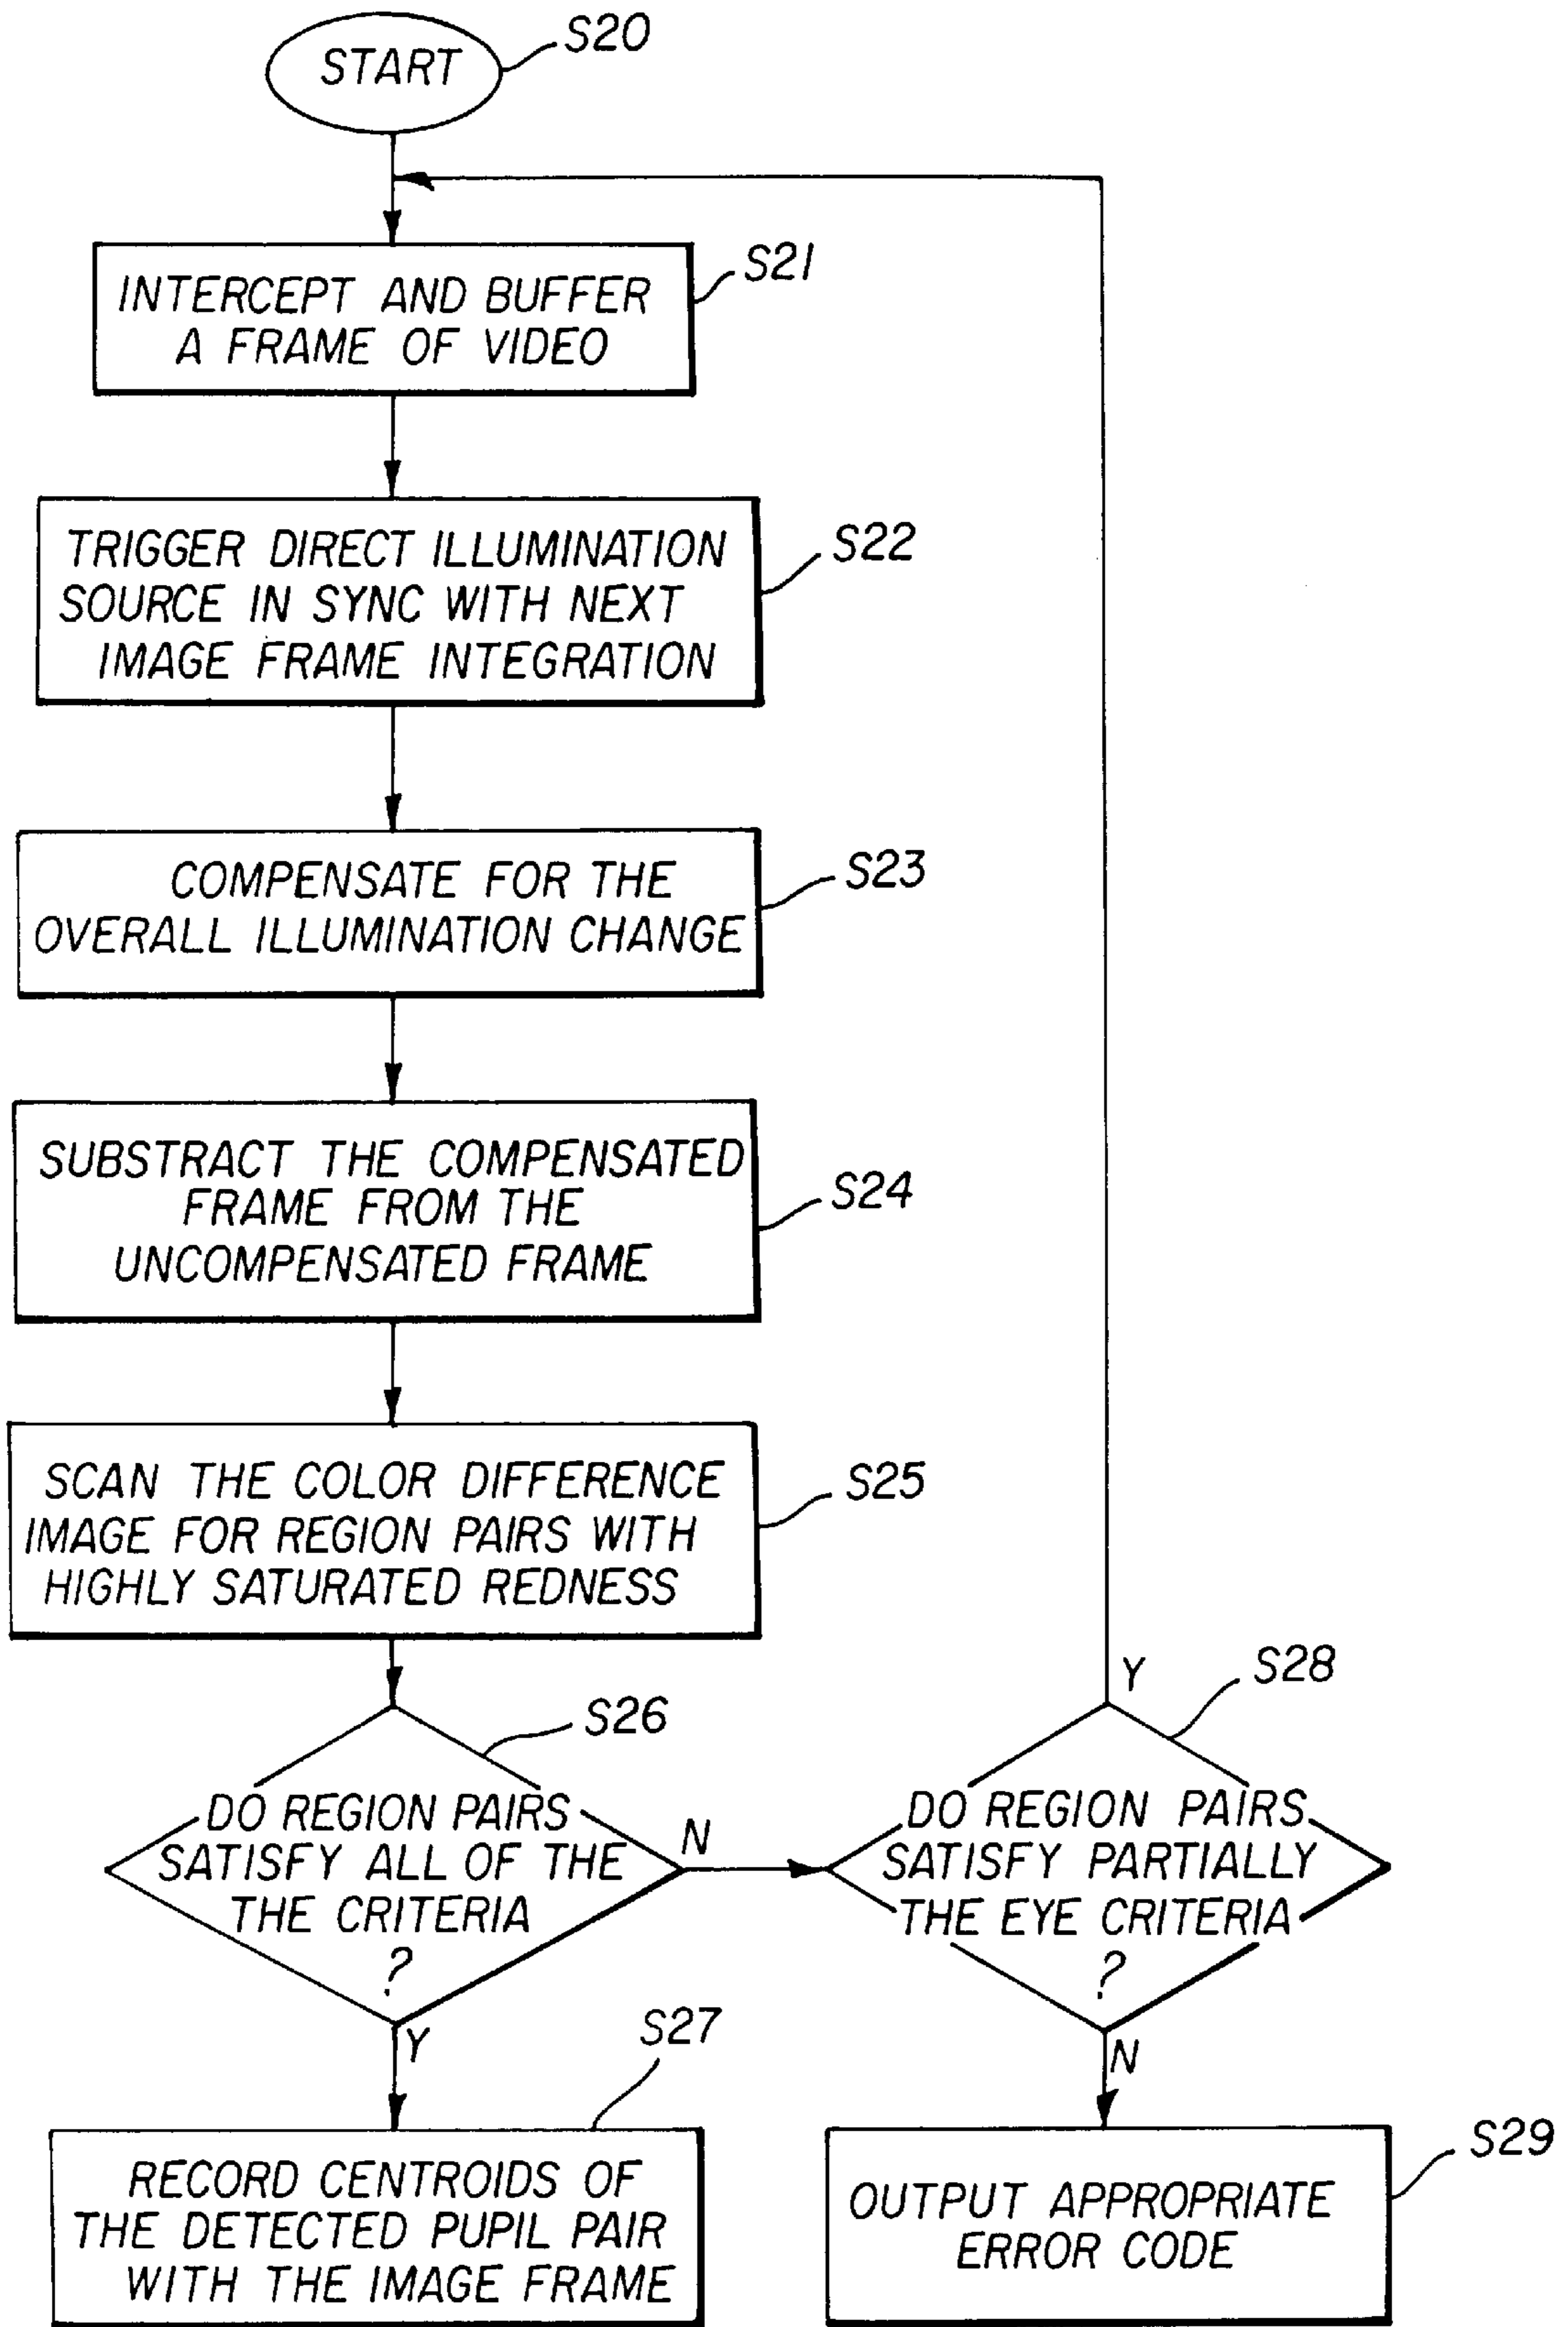 START
S20
INTERCEPT AND BUFFER
A FRAME OF VIDEO
S21
TRIGGER DIRECT ILLUMINATION
SOURCE IN SYNC WITH NEXT
IMAGE FRAME INTEGRATION
S22
COMPENSATE FOR THE
OVERALL ILLUMINATION CHANGE
S23
SUBSTRACT THE COMPENSATED
FRAME FROM THE
UNCOMPENSATED FRAME
S24
SCAN THE COLOR DIFFERENCE
IMAGE FOR REGION PAIRS WITH
HIGHLY SATURATED REDNESS
S25
S26
DO REGION PAIRS
SATISFY ALL OF THE
THE CRITERIA
?
N
Y
S28
Y
DO REGION PAIRS
SATISFY PARTIALLY
THE EYE CRITERIA
?
N
S27
RECORD CENTROIDS OF
THE DETECTED PUPIL PAIR
WITH THE IMAGE FRAME
S29
OUTPUT APPROPRIATE
ERROR CODE